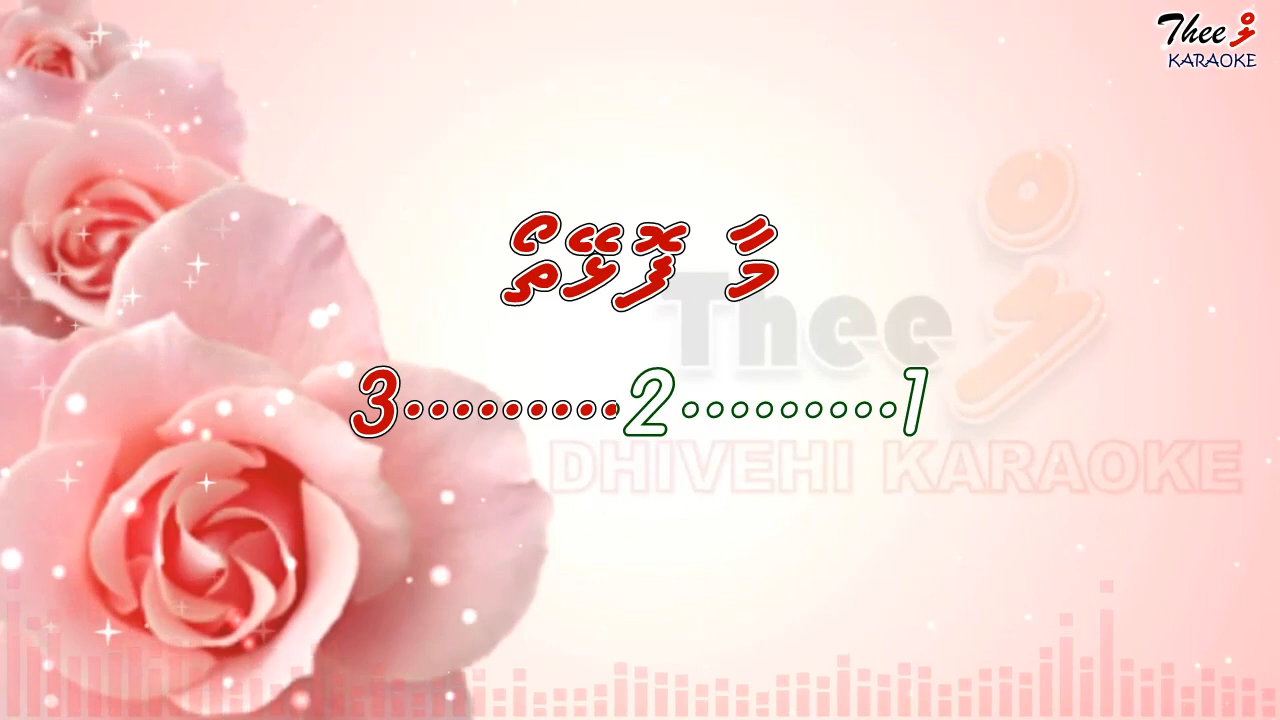 Thee ން
KARAOKE
މާ ފޮޅޭތޯ
Thee ން
3.........2.........1
DHIVEHI KARAOKE